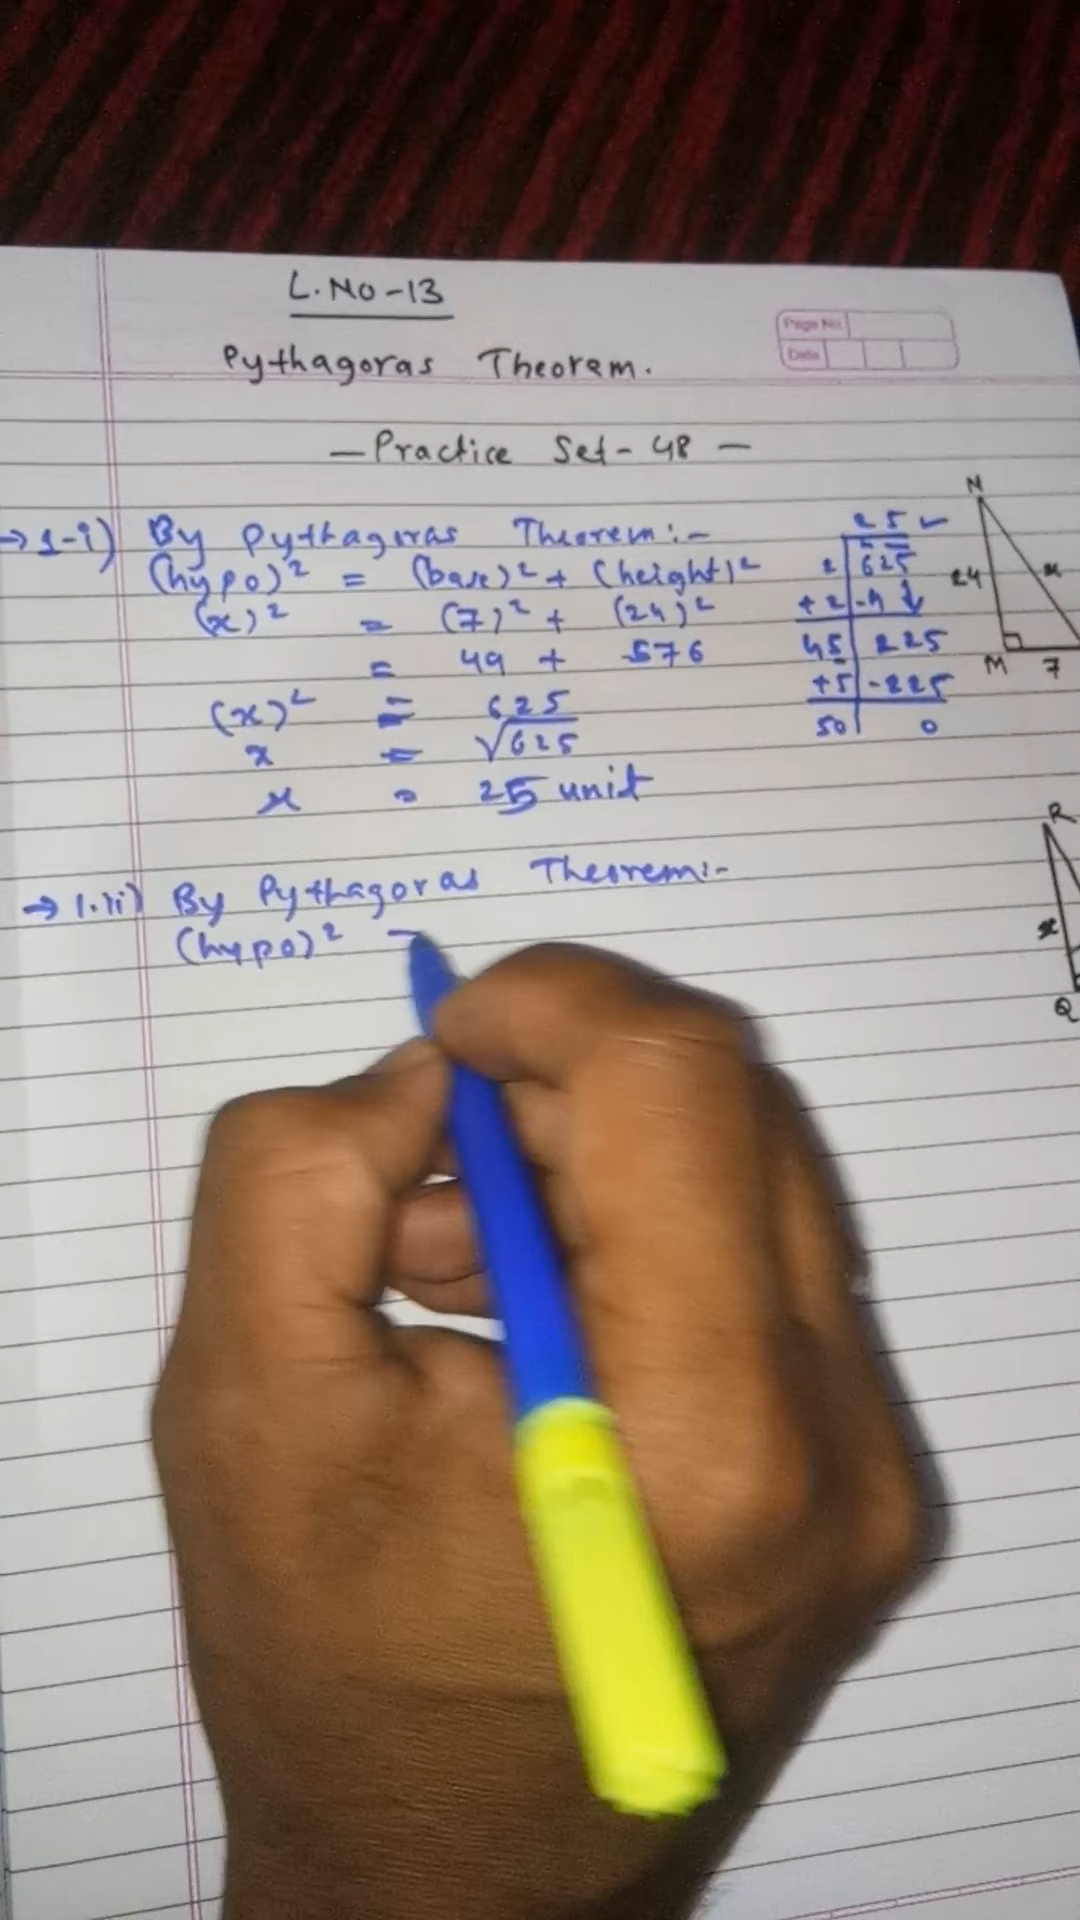 L.No-13
Page No:
Date
Pythagoras Theoram.
— Practice Set - 48 —
→ 1-i) By Pythagoras Theorem:-
(hypo)² = (base)² + (height)²
(x)² = (7)² + (24)²
= 49 + 576
(x)² = 625
x = √625
x = 25 unit
25 ✓
2 625
+2 -4 ↓
45 225
+5 -225
50 0
N
24 x
M 7
→ 1.ii) By Pythagoras Theorem:-
(hypo)² -
R
x
Q